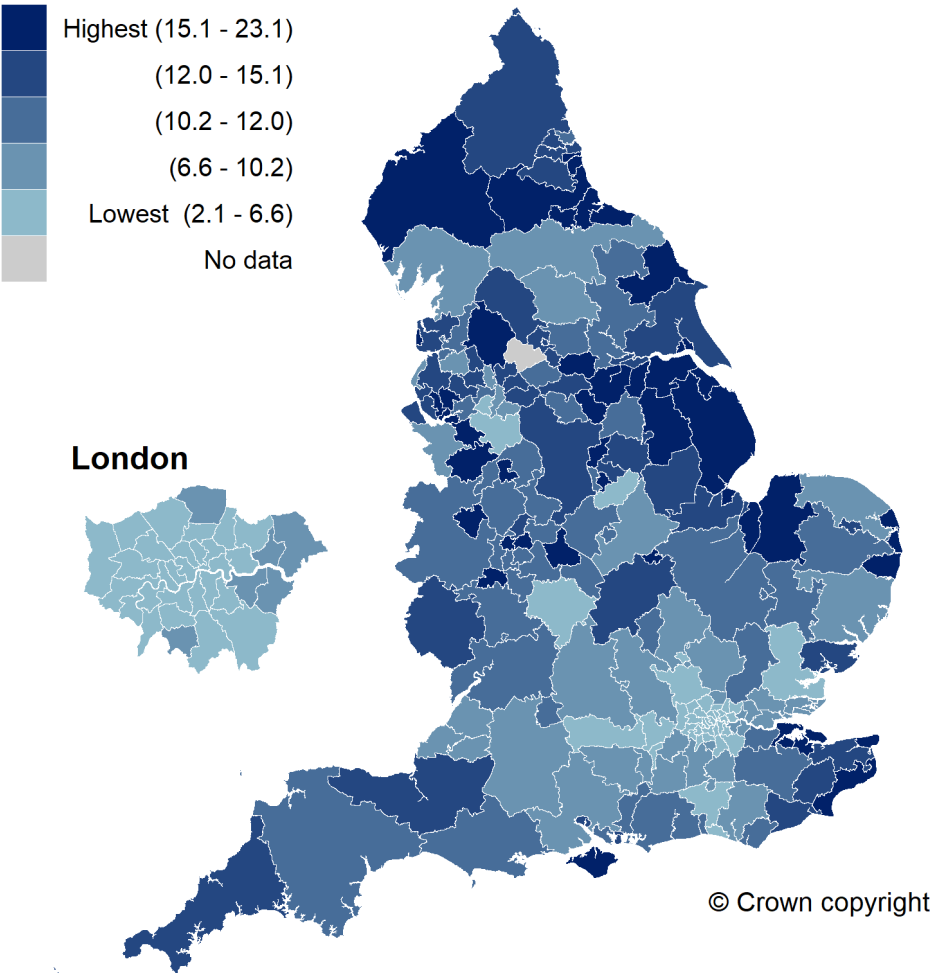 Highest (15.1 - 23.1)
(12.0 - 15.1)
(10.2 - 12.0)
(6.6 - 10.2)
Lowest (2.1 - 6.6)
No data
London
© Crown copyright